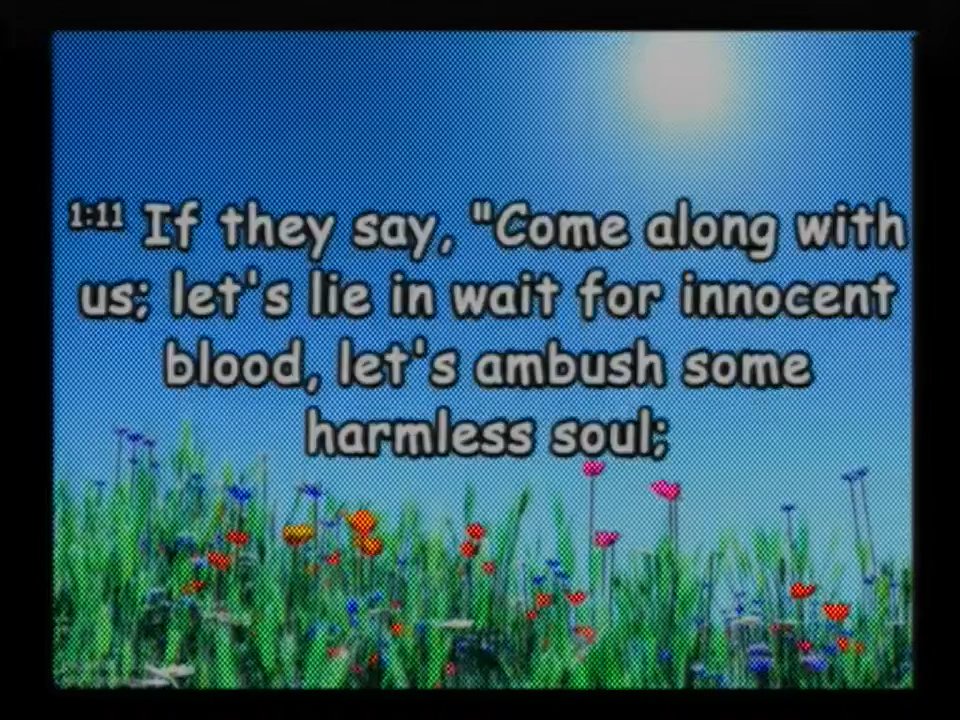 1:11 If they say, "Come along with
us; let's lie in wait for innocent
blood, let's ambush some
harmless soul;